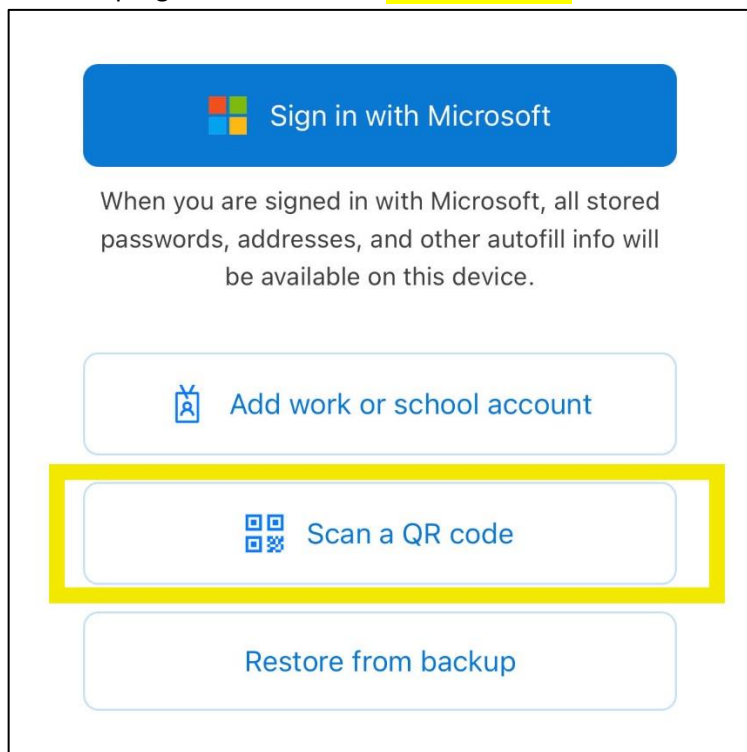 Sign in with Microsoft
When you are signed in with Microsoft, all stored
passwords, addresses, and other autofill info will
be available on this device.
Add work or school account
Scan a QR code
Restore from backup